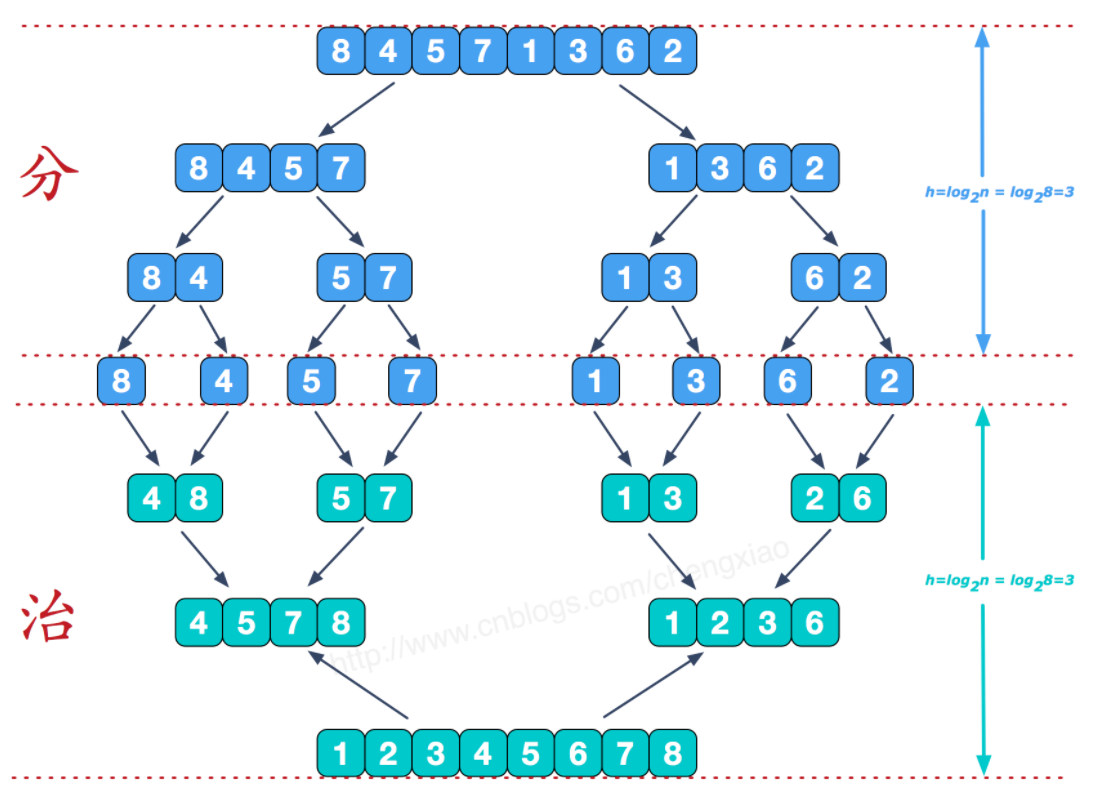 8 4 5 7 1 3 6 2
分
8 4 5 7
1 3 6 2
h=log₂n = log₂8=3
8 4
5 7
1 3
6 2
8
4
5
7
1
3
6
2
4 8
5 7
1 3
2 6
http://www.cnblogs.com/chengxiao
h=log₂n = log₂8=3
治
4 5 7 8
1 2 3 6
1 2 3 4 5 6 7 8